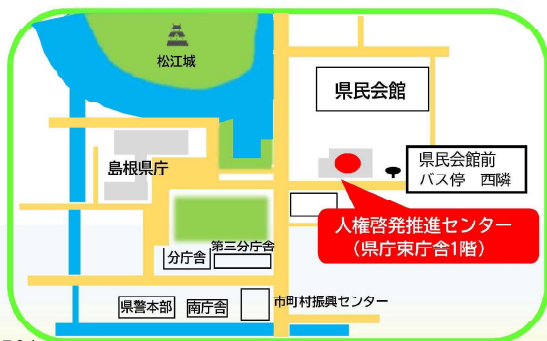 松江城
県民会館
島根県庁
県民会館前
バス停 西隣
人権啓発推進センター
（県庁東庁舎1階）
第三分庁舎
分庁舎
県警本部
南庁舎
市町村振興センター